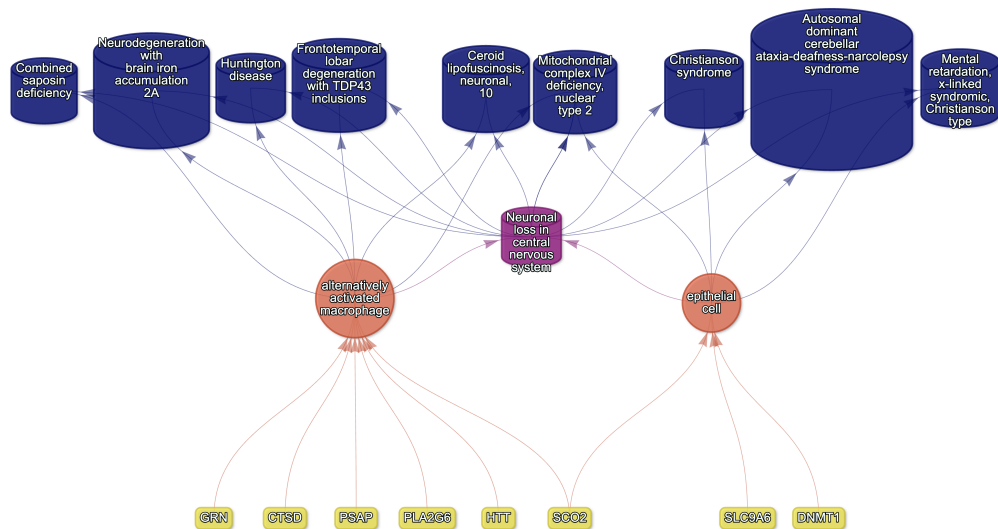 Combined
saposin
deficiency
Neurodegeneration
with
brain iron
accumulation
2A
Huntington
disease
Frontotemporal
lobar
degeneration
with TDP43
inclusions
Ceroid
lipofuscinosis,
neuronal,
10
Mitochondrial
complex IV
deficiency,
nuclear
type 2
Christianson
syndrome
Autosomal
dominant
cerebellar
ataxia-deafness-narcolepsy
syndrome
Mental
retardation,
x-linked
syndromic,
Christianson
type
Neuronal
loss in
central
nervous
system
alternatively
activated
macrophage
epithelial
cell
GRN
CTSD
PSAP
PLA2G6
HTT
SCO2
SLC9A6
DNMT1